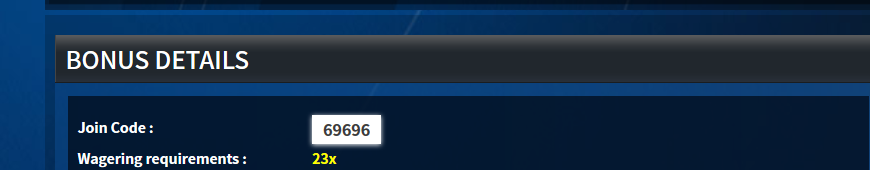 BONUS DETAILS
Join Code : 69696
Wagering requirements : 23x